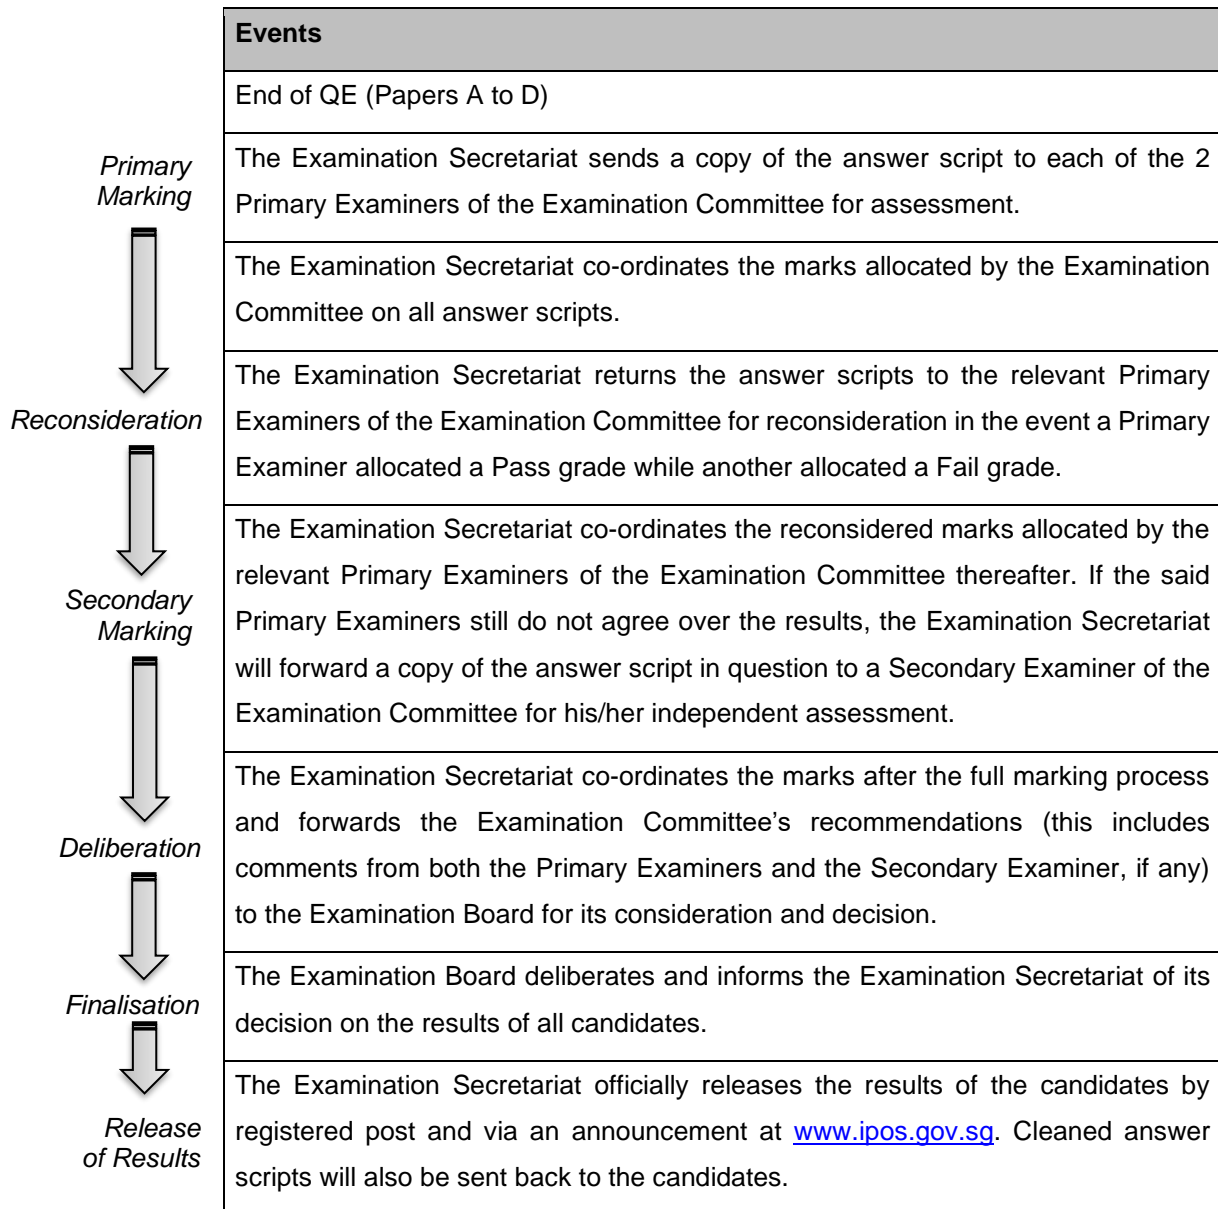 Events
End of QE (Papers A to D)
Primary
Marking
The Examination Secretariat sends a copy of the answer script to each of the 2
Primary Examiners of the Examination Committee for assessment.
The Examination Secretariat co-ordinates the marks allocated by the Examination
Committee on all answer scripts.
Reconsideration
The Examination Secretariat returns the answer scripts to the relevant Primary
Examiners of the Examination Committee for reconsideration in the event a Primary
Examiner allocated a Pass grade while another allocated a Fail grade.
Secondary
Marking
The Examination Secretariat co-ordinates the reconsidered marks allocated by the
relevant Primary Examiners of the Examination Committee thereafter. If the said
Primary Examiners still do not agree over the results, the Examination Secretariat
will forward a copy of the answer script in question to a Secondary Examiner of the
Examination Committee for his/her independent assessment.
Deliberation
The Examination Secretariat co-ordinates the marks after the full marking process
and forwards the Examination Committee’s recommendations (this includes
comments from both the Primary Examiners and the Secondary Examiner, if any)
to the Examination Board for its consideration and decision.
Finalisation
The Examination Board deliberates and informs the Examination Secretariat of its
decision on the results of all candidates.
Release
of Results
The Examination Secretariat officially releases the results of the candidates by
registered post and via an announcement at www.ipos.gov.sg. Cleaned answer
scripts will also be sent back to the candidates.